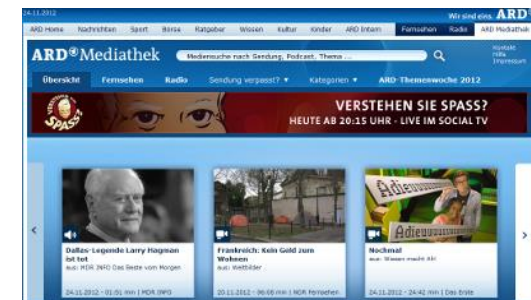 24.11.2012
Wir sind eins. ARD
ARD Home Nachrichten Sport Börse Ratgeber Wissen Kultur Kinder ARD Intern Fernsehen Radio ARD Mediathek
ARD Mediathek
Mediensuche nach Sendung, Podcast, Thema ...
Kontakt
Hilfe
Impressum
Übersicht Fernsehen Radio Sendung verpasst? Kategorien ARD-Themenwoche 2012
VERSTEHEN SIE SPASS?
VERSTEHEN SIE
SPASS?
HEUTE AB 20:15 UHR - LIVE IM SOCIAL TV
Adieuuuuuuu
Dallas-Legende Larry Hagman
ist tot
aus: MDR INFO Das Beste vom Morgen
24.11.2012 - 01:51 min | MDR INFO
Frankreich: Kein Geld zum
Wohnen
aus: Weltbilder
20.11.2012 - 06:08 min | NDR Fernsehen
Nochmal
aus: Wissen macht Ah!
24.11.2012 - 24:42 min | Das Erste